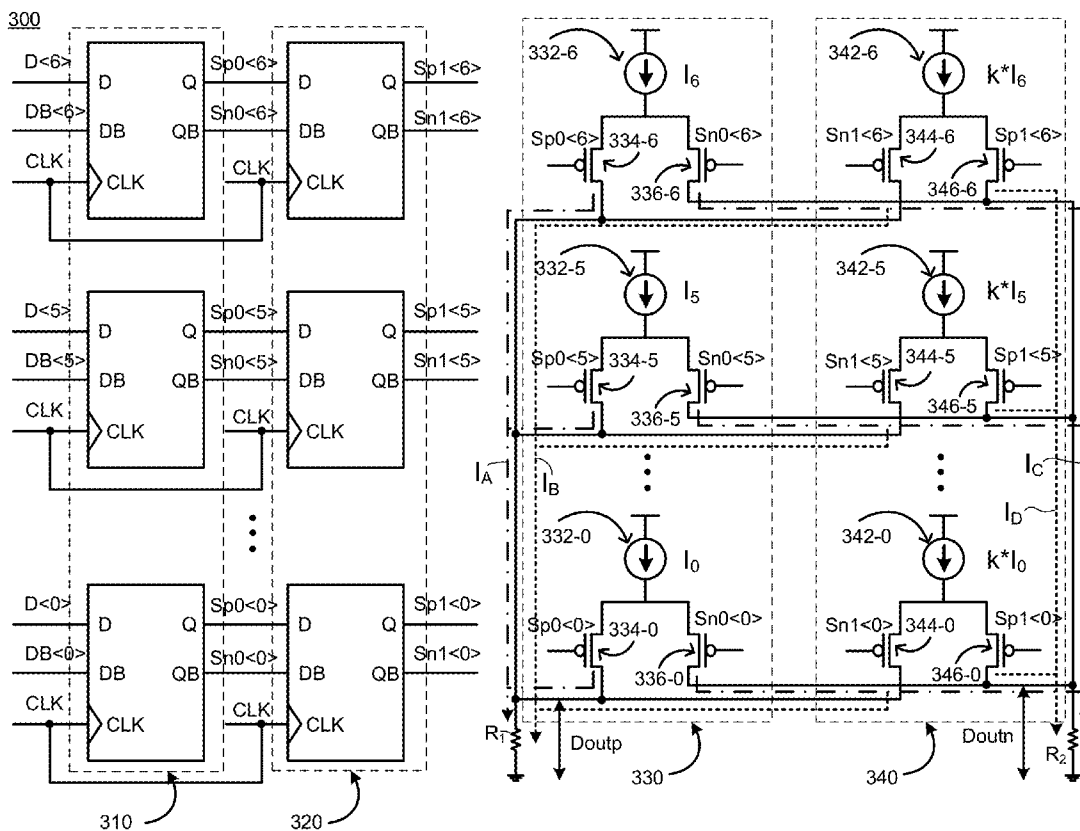 300
D<6> D Q Sp0<6> D Q Sp1<6>
DB<6> DB QB Sn0<6> DB QB Sn1<6>
CLK CLK CLK CLK
D<5> D Q Sp0<5> D Q Sp1<5>
DB<5> DB QB Sn0<5> DB QB Sn1<5>
CLK CLK CLK CLK
D<0> D Q Sp0<0> D Q Sp1<0>
DB<0> DB QB Sn0<0> DB QB Sn1<0>
CLK CLK CLK CLK
310 320
332-6 I6 342-6 k*I6
Sp0<6> 334-6 Sn0<6> Sn1<6> 344-6 Sp1<6>
336-6 346-6
332-5 I5 342-5 k*I5
Sp0<5> 334-5 Sn0<5> Sn1<5> 344-5 Sp1<5>
336-5 346-5
IA IB IC
ID
332-0 I0 342-0 k*I0
Sp0<0> 334-0 Sn0<0> Sn1<0> 344-0 Sp1<0>
336-0 346-0
R1 Doutp Doutn R2
330 340